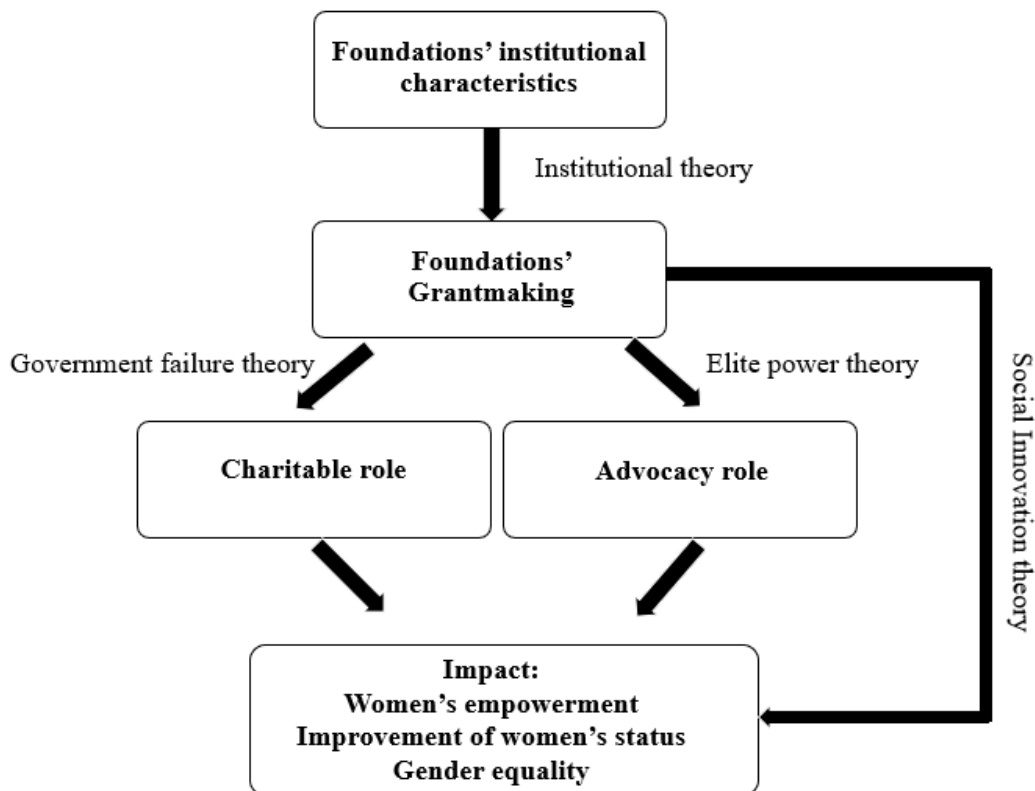 Foundations’ institutional
characteristics
Institutional theory
Foundations’
Grantmaking
Government failure theory
Elite power theory
Social Innovation theory
Charitable role
Advocacy role
Impact:
Women’s empowerment
Improvement of women’s status
Gender equality